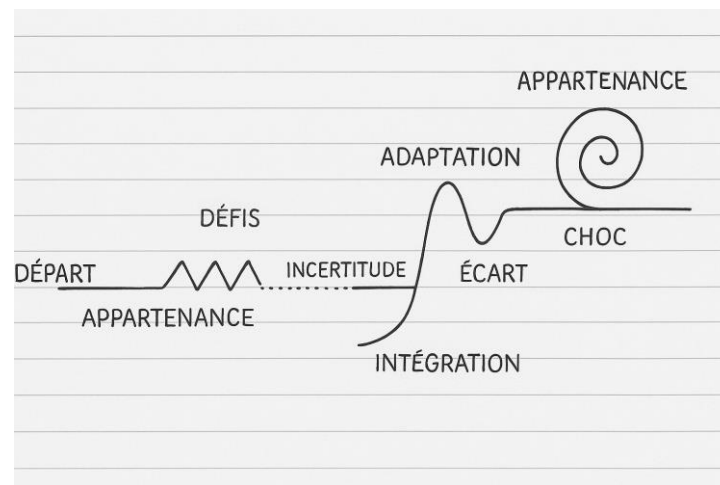 APPARTENANCE
ADAPTATION
DÉFIS
CHOC
DÉPART
INCERTITUDE
ÉCART
APPARTENANCE
INTÉGRATION